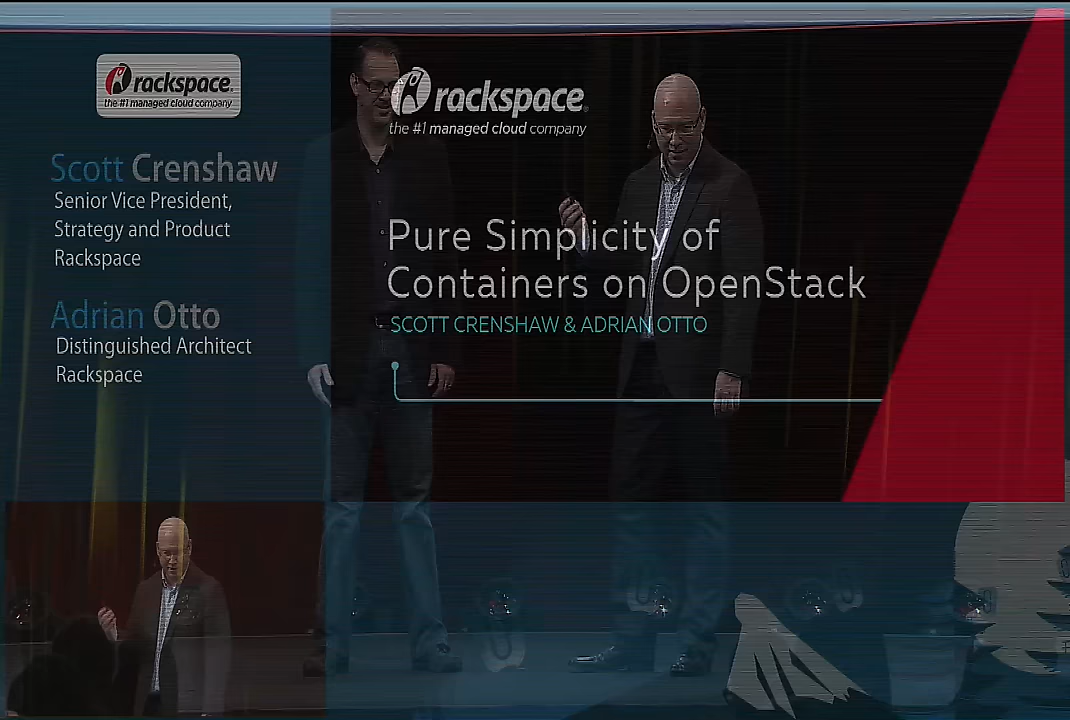 rackspace.
the #1 managed cloud company
Scott Crenshaw
Senior Vice President,
Strategy and Product
Rackspace
Adrian Otto
Distinguished Architect
Rackspace
rackspace
the #1 managed cloud company
Pure Simplicity of
Containers on OpenStack
SCOTT CRENSHAW & ADRIAN OTTO